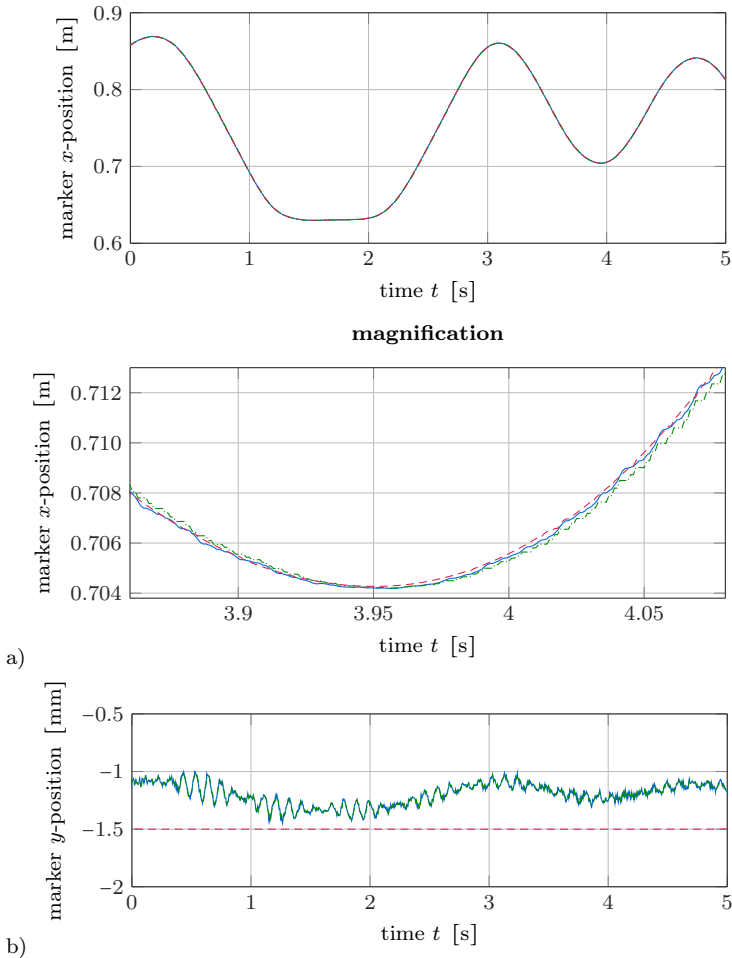 0.9
0.8
0.7
0.6
marker x-position [m]
0 1 2 3 4 5
time t [s]
magnification
0.712
0.710
0.708
0.706
0.704
marker x-position [m]
3.9 3.95 4 4.05
time t [s]
a)
−0.5
−1
−1.5
−2
marker y-position [mm]
0 1 2 3 4 5
time t [s]
b)